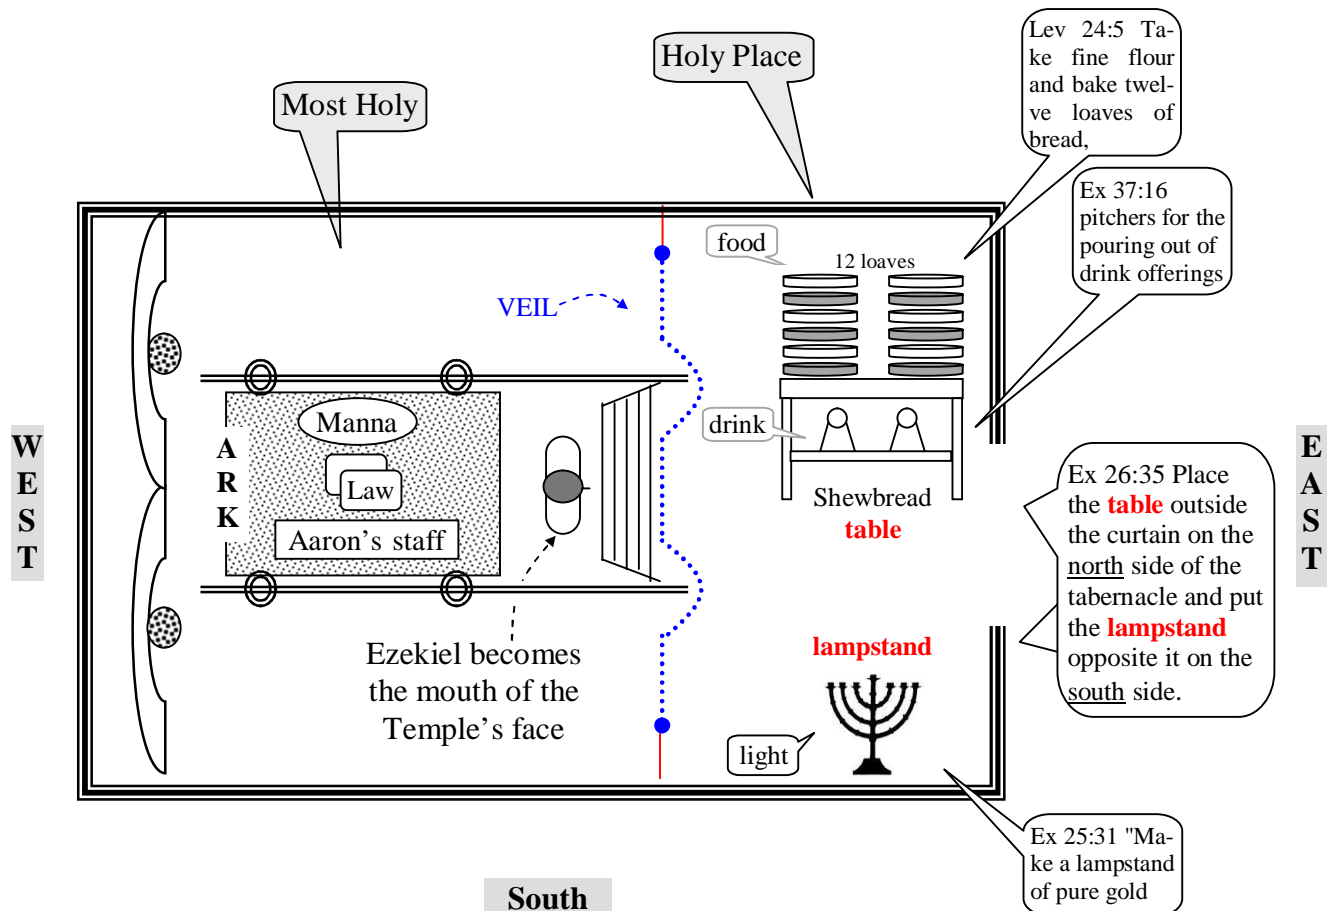 Lev 24:5 Ta-
ke fine flour
and bake twel-
ve loaves of
bread,
Holy Place
Most Holy
Ex 37:16
pitchers for the
pouring out of
drink offerings
food
12 loaves
VEIL
Manna
Law
Aaron's staff
A
R
K
drink
Shewbread
table
W
E
S
T
E
A
S
T
Ex 26:35 Place
the table outside
the curtain on the
north side of the
tabernacle and put
the lampstand
opposite it on the
south side.
Ezekiel becomes
the mouth of the
Temple's face
lampstand
light
Ex 25:31 "Ma-
ke a lampstand
of pure gold
South